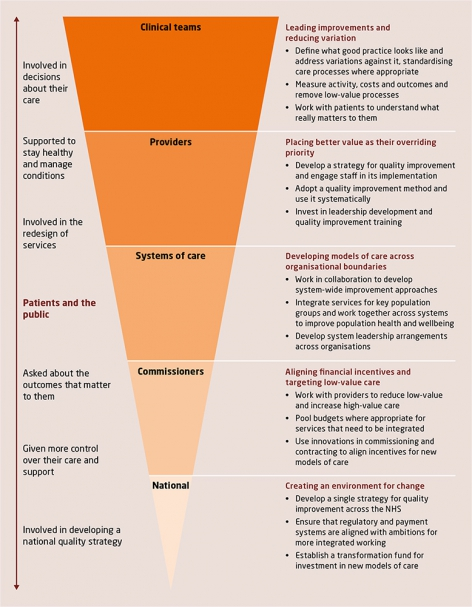 Clinical teams
Leading improvements and
reducing variation
• Define what good practice looks like and
address variations against it, standardising
care processes where appropriate
• Measure activity, costs and outcomes and
remove low-value processes
• Work with patients to understand what
really matters to them
Involved in
decisions
about their
care
Providers
Placing better value as their overriding
priority
• Develop a strategy for quality improvement
and engage staff in its implementation
• Adopt a quality improvement method and
use it systematically
• Invest in leadership development and
quality improvement training
Supported to
stay healthy
and manage
conditions
Involved in the
redesign of
services
Systems of care
Developing models of care across
organisational boundaries
• Work in collaboration to develop
system-wide improvement approaches
• Integrate services for key population
groups and work together across systems
to improve population health and wellbeing
• Develop system leadership arrangements
across organisations
Patients and the
public
Commissioners
Aligning financial incentives and
targeting low-value care
• Work with providers to reduce low-value
and increase high-value care
• Pool budgets where appropriate for
services that need to be integrated
• Use innovations in commissioning and
contracting to align incentives for new
models of care
Asked about the
outcomes that matter
to them
Given more control
over their care and
support
National
Creating an environment for change
• Develop a single strategy for quality
improvement across the NHS
• Ensure that regulatory and payment
systems are aligned with ambitions for
more integrated working
• Establish a transformation fund for
investment in new models of care
Involved in developing a
national quality strategy